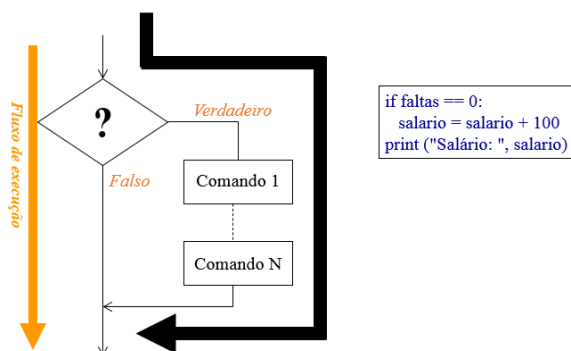 Fluxo de execução
?
Verdadeiro
Falso
Comando 1
Comando N
if faltas == 0:
salario = salario + 100
print ("Salário: ", salario)